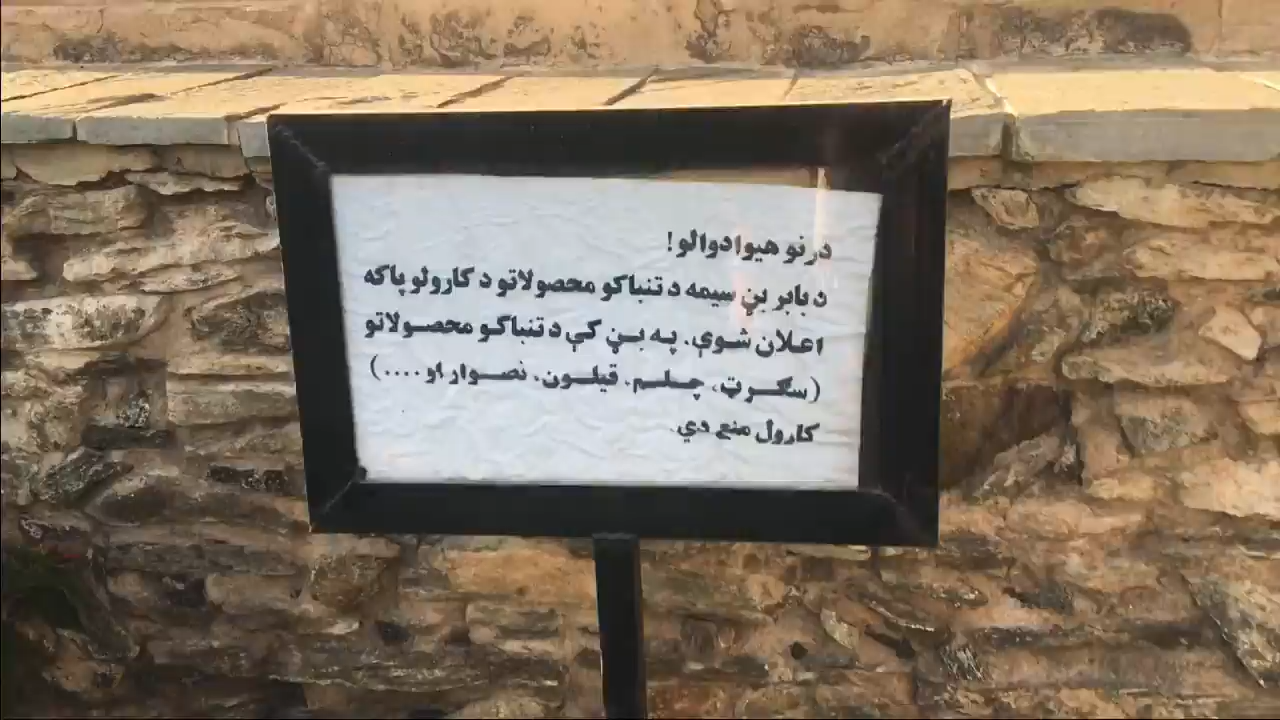 درنو هیوادوالو!
د بابر بڼ سیمه د تنباکو محصولاتو د کارولو پاکه
اعلان شوې. په بڼ کې د تنباکو محصولاتو
(سګرټ، چلم، قیلون، نصوار او ....)
کارول منع دي.